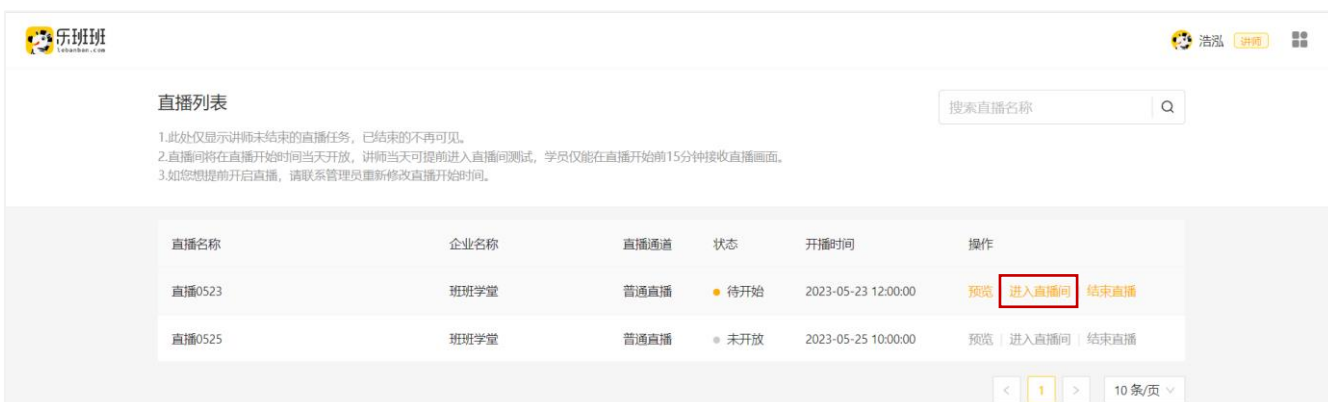 乐班班
lebanban.com
浩泓 讲师
直播列表
搜索直播名称
1.此处仅显示讲师未结束的直播任务，已结束的不再可见。
2.直播间将在直播开始时间当天开放，讲师当天可提前进入直播间测试，学员仅能在直播开始前15分钟接收直播画面。
3.如您想提前开启直播，请联系管理员重新修改直播开始时间。
直播名称 企业名称 直播通道 状态 开播时间 操作
直播0523 班班学堂 普通直播 待开始 2023-05-23 12:00:00 预览 进入直播间 结束直播
直播0525 班班学堂 普通直播 未开放 2023-05-25 10:00:00 预览 | 进入直播间 | 结束直播
< 1 > 10 条/页